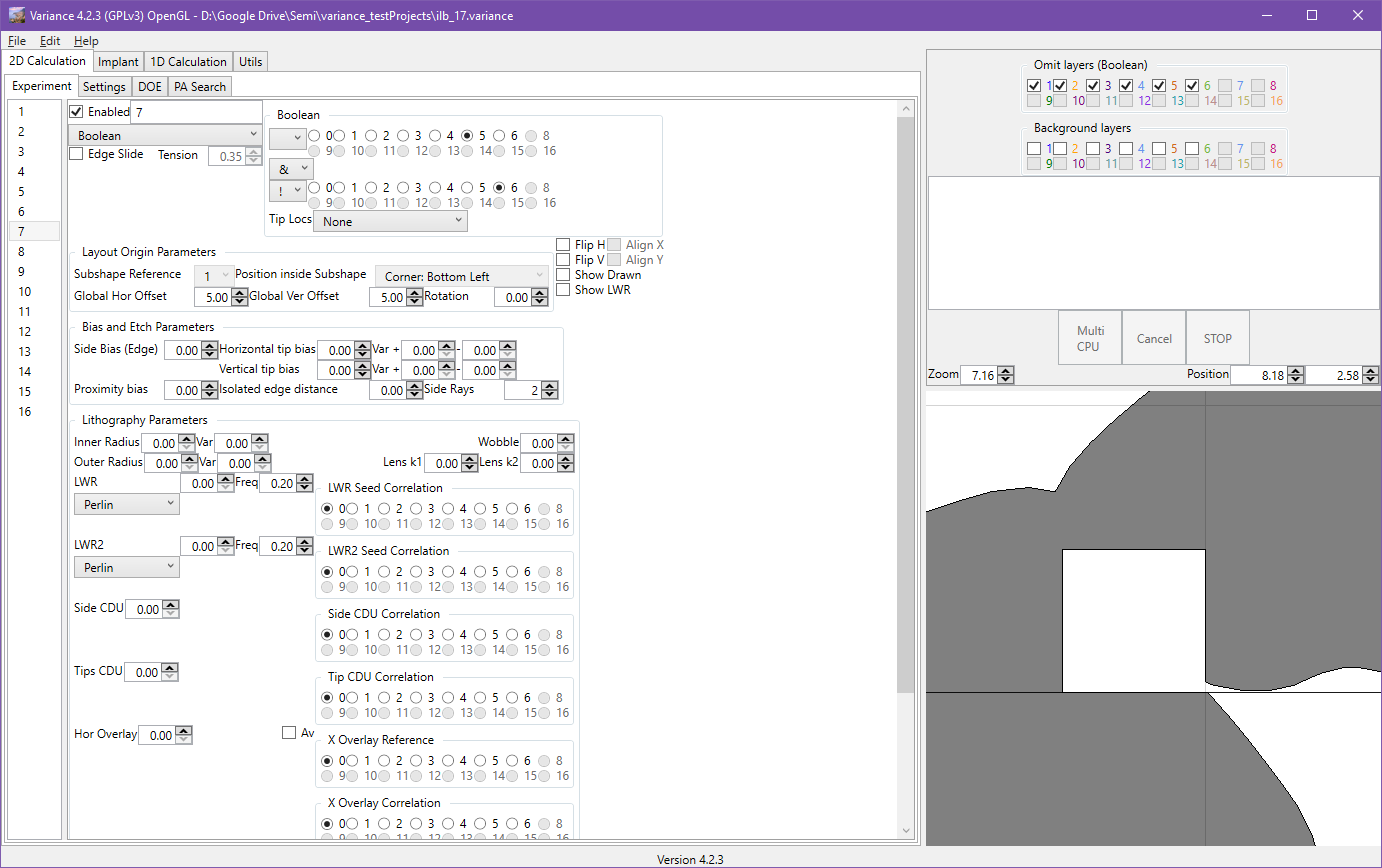 Variance 4.2.3 (GPLv3) OpenGL - D:\Google Drive\Semi\variance_testProjects\ilb_17.variance
File Edit Help
2D Calculation Implant 1D Calculation Utils
Experiment Settings DOE PA Search
1
2
3
4
5
6
7
8
9
10
11
12
13
14
15
16
Enabled 7
Boolean
Edge Slide Tension 0.35
Boolean
0 1 2 3 4 5 6 8
9 10 11 12 13 14 15 16
&
! 0 1 2 3 4 5 6 8
9 10 11 12 13 14 15 16
Tip Locs None
Layout Origin Parameters
Subshape Reference 1 Position inside Subshape Corner: Bottom Left
Global Hor Offset 5.00 Global Ver Offset 5.00 Rotation 0.00
Flip H Align X
Flip V Align Y
Show Drawn
Show LWR
Bias and Etch Parameters
Side Bias (Edge) 0.00 Horizontal tip bias 0.00 Var + 0.00 - 0.00
Vertical tip bias 0.00 Var + 0.00 - 0.00
Proximity bias 0.00 Isolated edge distance 0.00 Side Rays 2
Lithography Parameters
Inner Radius 0.00 Var 0.00 Wobble 0.00
Outer Radius 0.00 Var 0.00 Lens k1 0.00 Lens k2 0.00
LWR 0.00 Freq 0.20
Perlin
LWR Seed Correlation
0 1 2 3 4 5 6 8
9 10 11 12 13 14 15 16
LWR2 0.00 Freq 0.20
Perlin
LWR2 Seed Correlation
0 1 2 3 4 5 6 8
9 10 11 12 13 14 15 16
Side CDU 0.00
Side CDU Correlation
0 1 2 3 4 5 6 8
9 10 11 12 13 14 15 16
Tips CDU 0.00
Tip CDU Correlation
0 1 2 3 4 5 6 8
9 10 11 12 13 14 15 16
Hor Overlay 0.00 Av
X Overlay Reference
0 1 2 3 4 5 6 8
9 10 11 12 13 14 15 16
X Overlay Correlation
0 1 2 3 4 5 6 8
9 10 11 12 13 14 15 16
Omit layers (Boolean)
1 2 3 4 5 6 7 8
9 10 11 12 13 14 15 16
Background layers
1 2 3 4 5 6 7 8
9 10 11 12 13 14 15 16
Multi
CPU
Cancel
STOP
Zoom 7.16 Position 8.18 2.58
Version 4.2.3